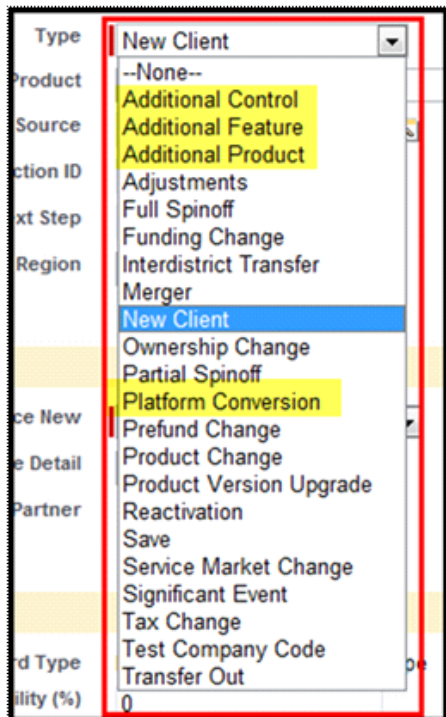 Type New Client
--None--
Product Additional Control
Source Additional Feature
Additional Product
ction ID Adjustments
xt Step Full Spinoff
Funding Change
Region Interdistrict Transfer
Merger
New Client
Ownership Change
Partial Spinoff
Platform Conversion
ce New Prefund Change
e Detail Product Change
Product Version Upgrade
Partner Reactivation
Save
Service Market Change
Significant Event
Tax Change
rd Type Test Company Code pe
Transfer Out
ility (%) 0